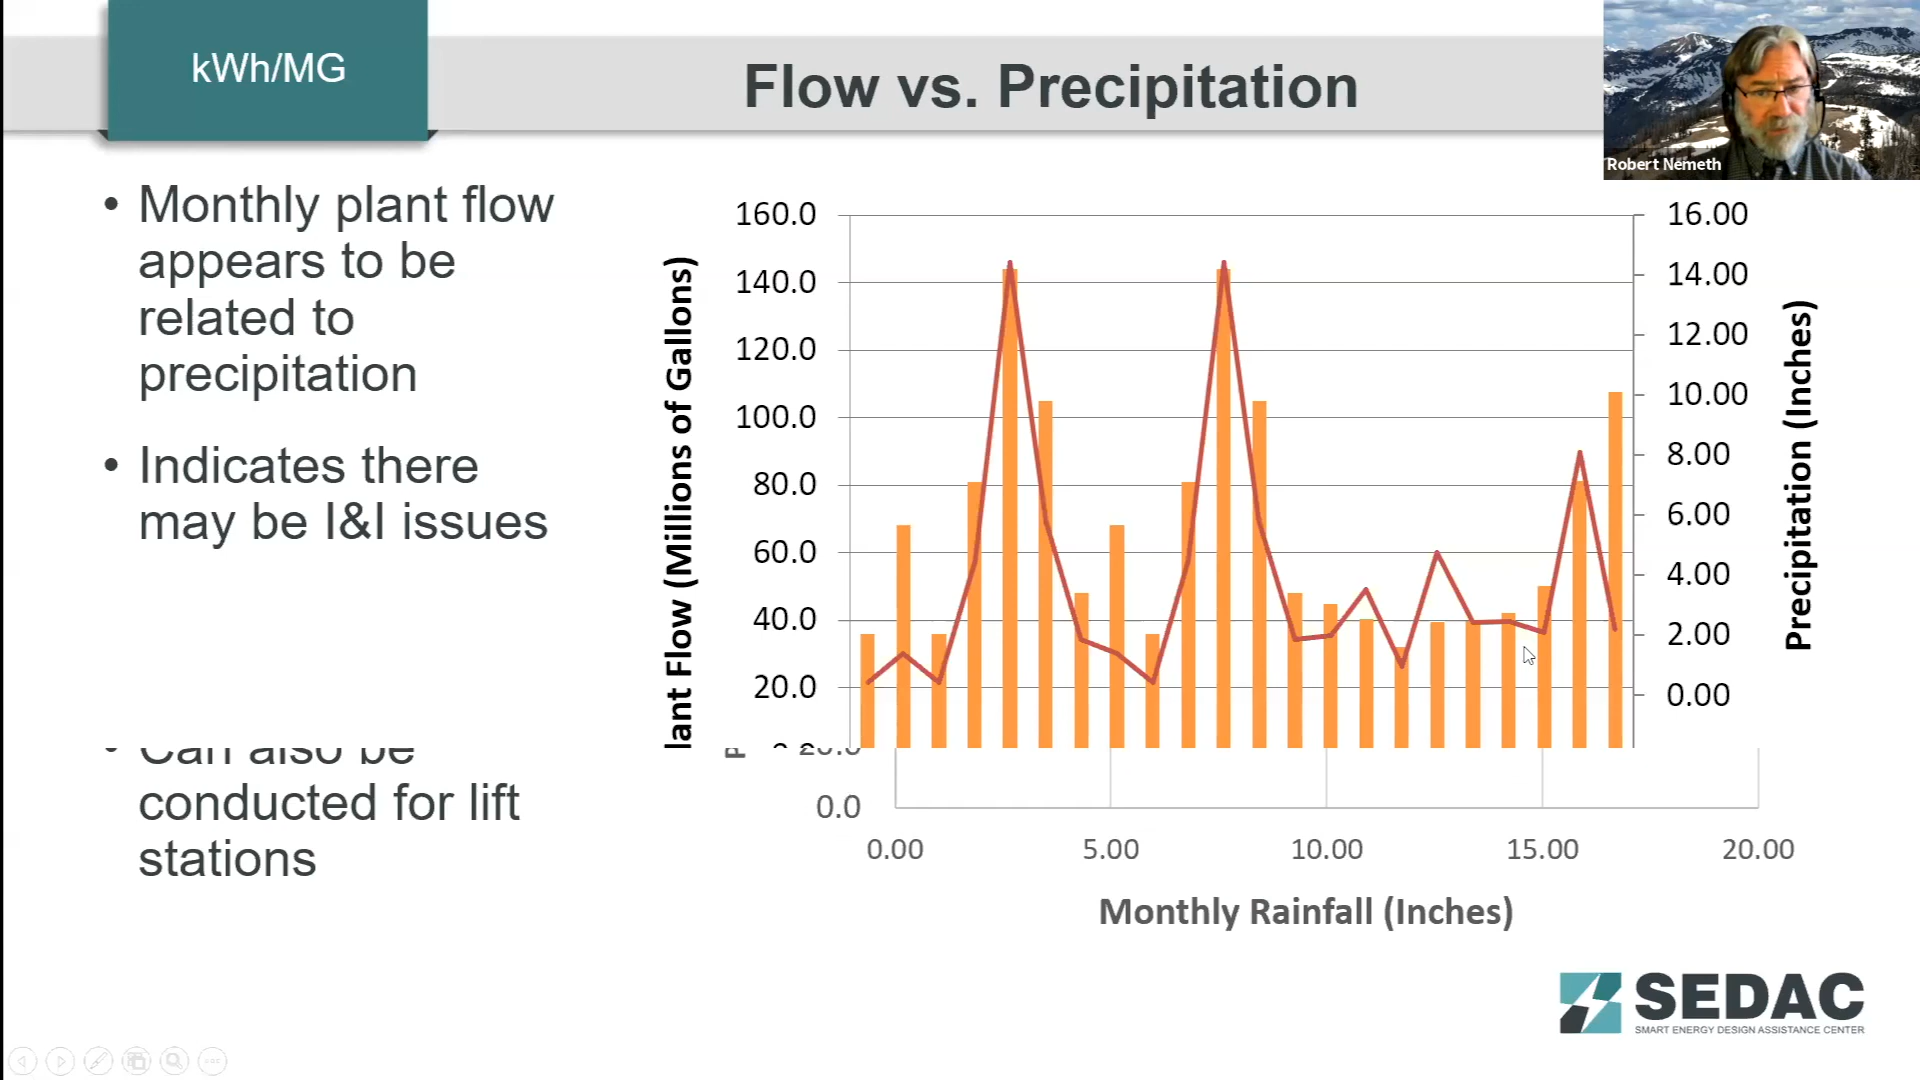 kWh/MG
Flow vs. Precipitation
Robert Nemeth
• Monthly plant flow
appears to be
related to
precipitation
• Indicates there
may be I&I issues
• Can also be
conducted for lift
stations
lant Flow (Millions of Gallons)
160.0
140.0
120.0
100.0
80.0
60.0
40.0
20.0
16.00
14.00
12.00
10.00
8.00
6.00
4.00
2.00
0.00
Precipitation (Inches)
0.0
0.00 5.00 10.00 15.00 20.00
Monthly Rainfall (Inches)
SEDAC
SMART ENERGY DESIGN ASSISTANCE CENTER